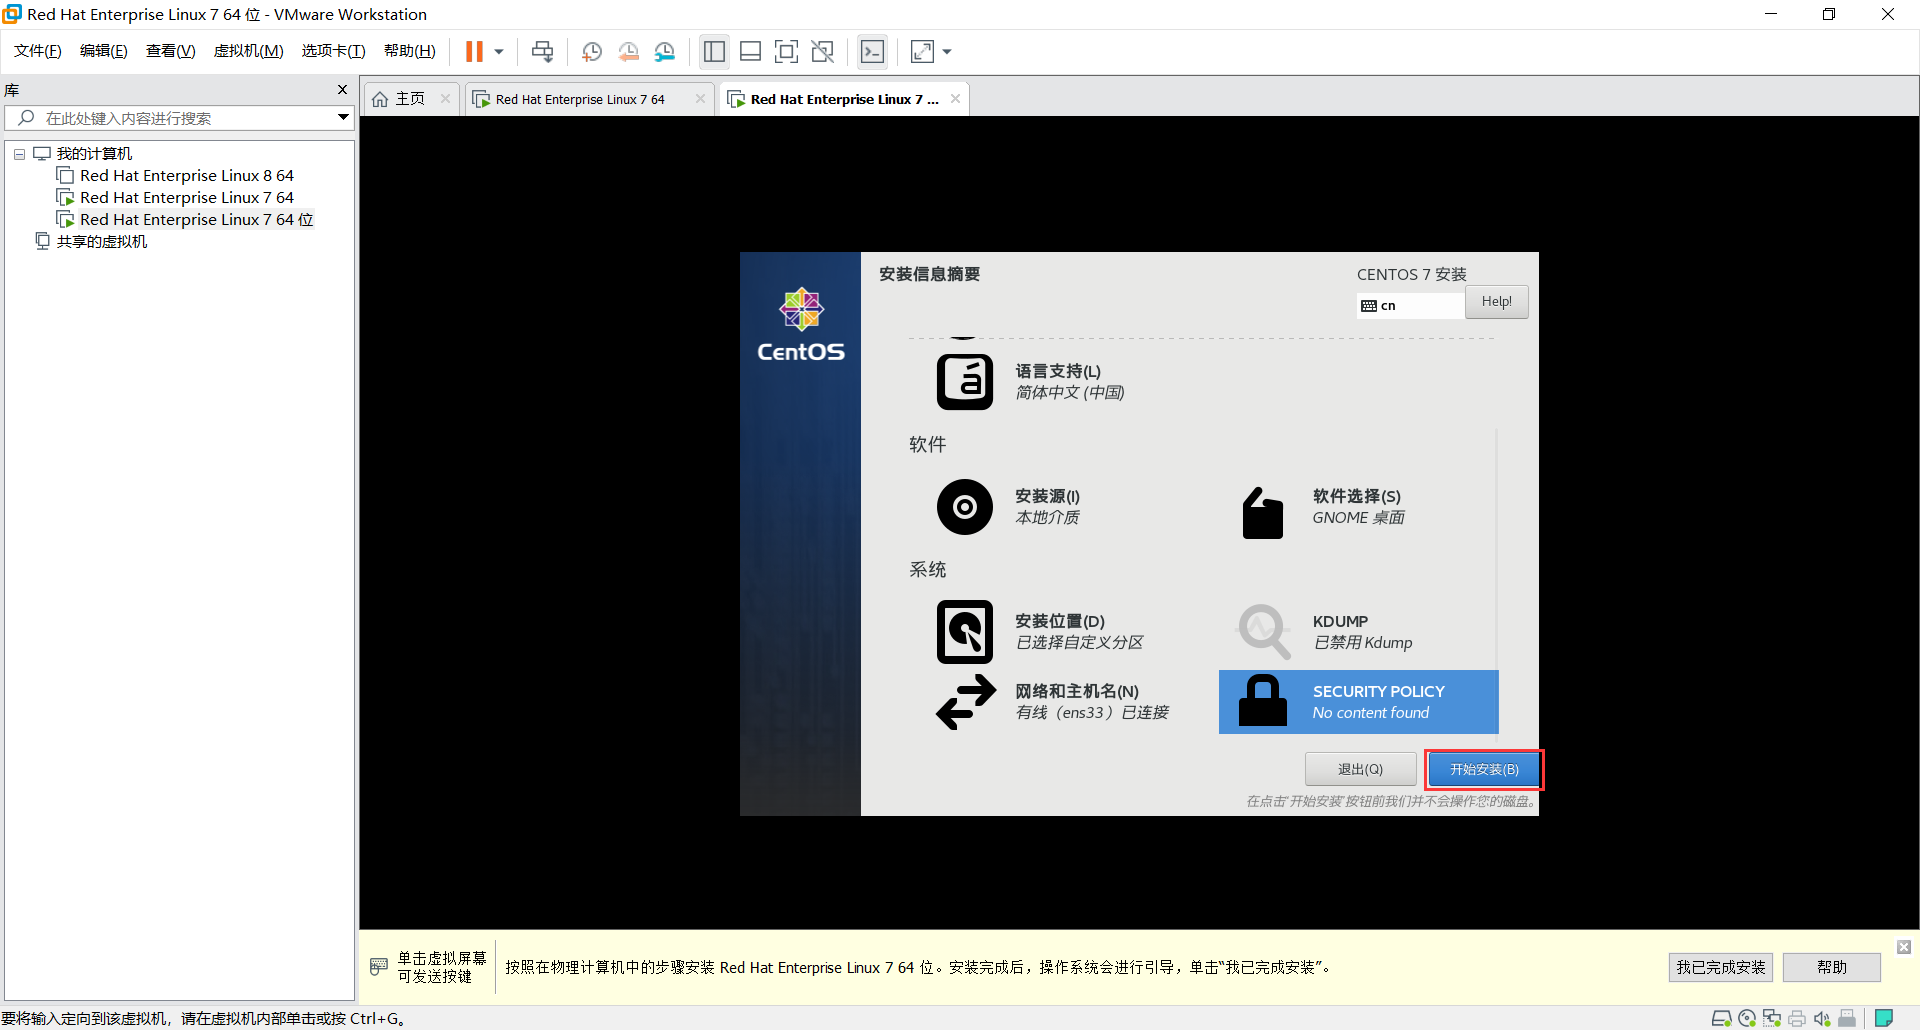 Red Hat Enterprise Linux 7 64 位 - VMware Workstation
文件(F) 编辑(E) 查看(V) 虚拟机(M) 选项卡(T) 帮助(H)
库
在此处键入内容进行搜索
我的计算机
Red Hat Enterprise Linux 8 64
Red Hat Enterprise Linux 7 64
Red Hat Enterprise Linux 7 64 位
共享的虚拟机
主页
Red Hat Enterprise Linux 7 64
Red Hat Enterprise Linux 7 ...
CentOS
安装信息摘要
CENTOS 7 安装
cn
Help!
语言支持(L)
简体中文 (中国)
软件
安装源(I)
本地介质
软件选择(S)
GNOME 桌面
系统
安装位置(D)
已选择自定义分区
KDUMP
已禁用 Kdump
网络和主机名(N)
有线（ens33）已连接
SECURITY POLICY
No content found
退出(Q)
开始安装(B)
在点击'开始安装'按钮前我们并不会操作您的磁盘。
单击虚拟屏幕
可发送按键
按照在物理计算机中的步骤安装 Red Hat Enterprise Linux 7 64 位。安装完成后，操作系统会进行引导，单击“我已完成安装”。
我已完成安装
帮助
要将输入定向到该虚拟机，请在虚拟机内部单击或按 Ctrl+G。